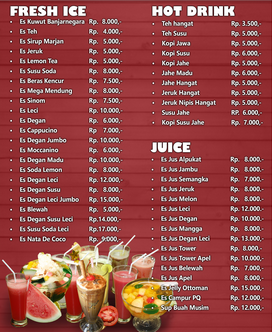 FRESH ICE
• Es Kuwut Banjarnegara Rp. 8.000,-
• Es Teh Rp. 4.000,-
• Es Sirup Marjan Rp. 5.000,-
• Es Jeruk Rp. 5.000,-
• Es Lemon Tea Rp. 5.000,-
• Es Susu Soda Rp. 8.000,-
• Es Beras Kencur Rp. 7.500,-
• Es Mega Mendung Rp. 8.000,-
• Es Sinom Rp. 7.500,-
• Es Leci Rp. 10.000,-
• Es Degan Rp. 6.000,-
• Es Cappucino Rp. 7.000,-
• Es Degan Jumbo Rp. 10.000,-
• Es Moccanino Rp. 6.000,-
• Es Degan Madu Rp. 10.000,-
• Es Soda Lemon Rp. 8.000,-
• Es Degan Leci Rp. 12.000,-
• Es Degan Susu Rp. 8.000,-
• Es Degan Leci Jumbo Rp. 15.000,-
• Es Blewah Rp. 5.000,-
• Es Degan Susu Leci Rp.14.000,-
• Es Susu Soda Leci Rp.17.000,-
• Es Nata De Coco Rp. 9.000,-
HOT DRINK
• Teh hangat Rp. 3.500,-
• Teh Susu Rp. 5.000,-
• Kopi Jawa Rp. 5.000,-
• Kopi Susu Rp. 6.000,-
• Kopi Jahe Rp. 5.000,-
• Jahe Madu Rp. 6.000,-
• Jahe Hangat Rp. 5.000,-
• Jeruk Hangat Rp. 5.000,-
• Jeruk Nipis Hangat Rp. 5.000,-
• Susu Jahe RP. 6.000,-
• Kopi Susu Jahe Rp. 7.000,-
JUICE
• Es Jus Alpukat Rp. 8.000,-
• Es Jus Jambu Rp. 8.000,-
• Es Jus Semangka Rp. 7.000,-
• Es Jus Jeruk Rp. 8.000,-
• Es Jus Melon Rp. 8.000,-
• Es Jus Leci Rp. 12.000,-
• Es Jus Degan Rp. 10.000,-
• Es Jus Mangga Rp. 8.000,-
• Es Jus Degan Leci Rp. 13.000,-
• Es Jus Tower Rp. 8.000,-
• Es Jus Tower Apel Rp. 10.000,-
• Es Jus Belewah Rp. 7.000,-
• Es Jus Apel Rp. 8.000,-
• Es Jelly Ottoman Rp. 15.000,-
• Es Campur PQ Rp. 12.000,-
• Sup Buah Musim Rp. 12.000,-